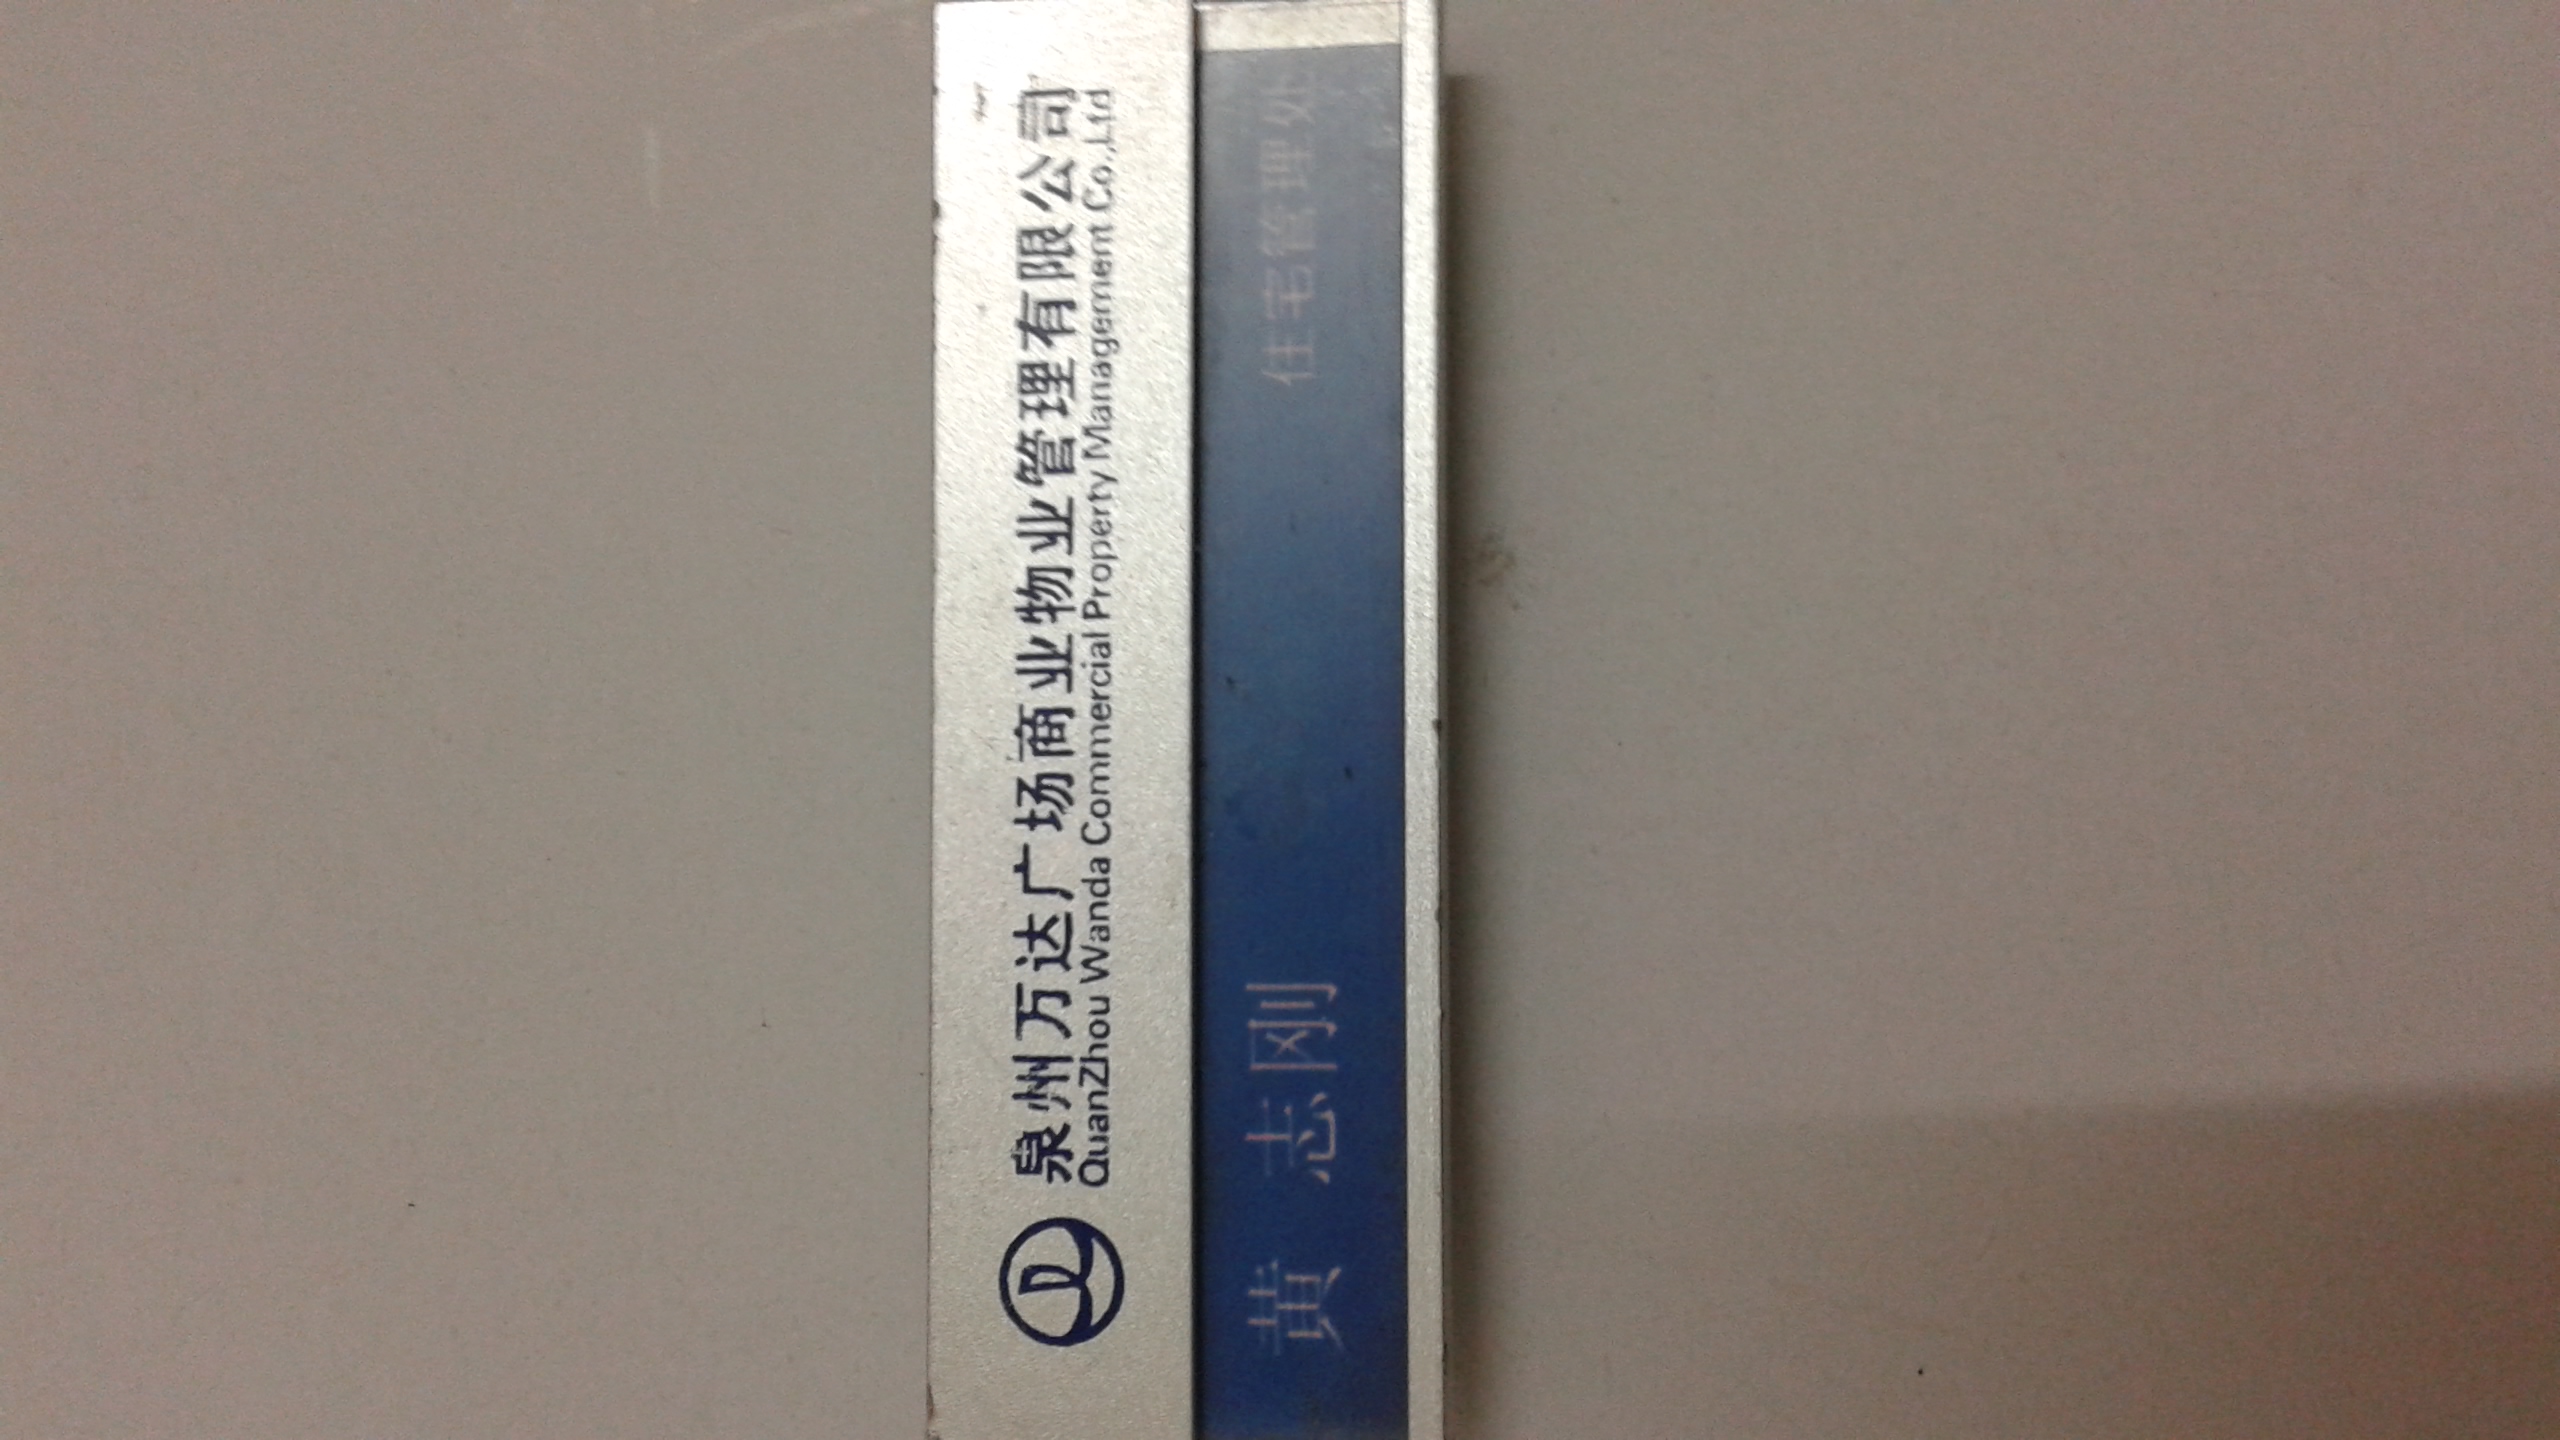 泉州万达广场商业物业管理有限公司
QuanZhou Wanda Commercial Property Management Co.,Ltd
黄 志刚 住宅管理处